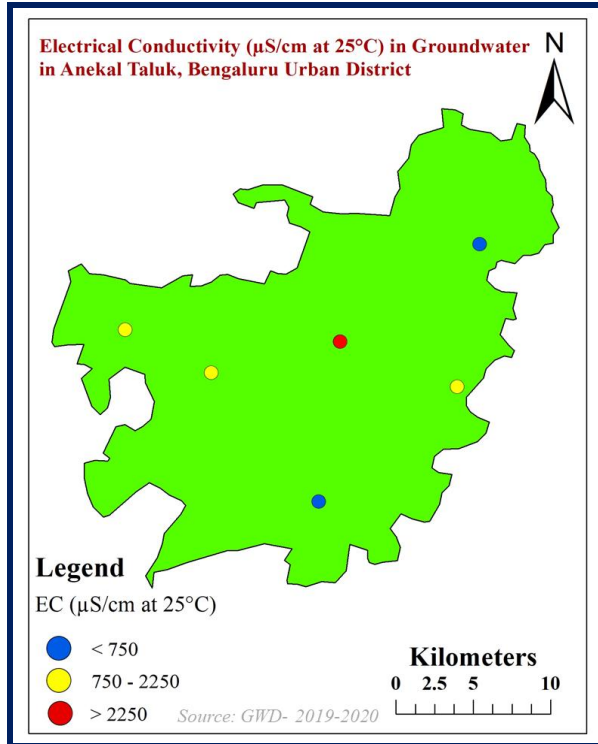 Electrical Conductivity (µS/cm at 25°C) in Groundwater
in Anekal Taluk, Bengaluru Urban District
N
Legend
EC (µS/cm at 25°C)
< 750
750 - 2250
> 2250
Source: GWD- 2019-2020
Kilometers
0 2.5 5 10